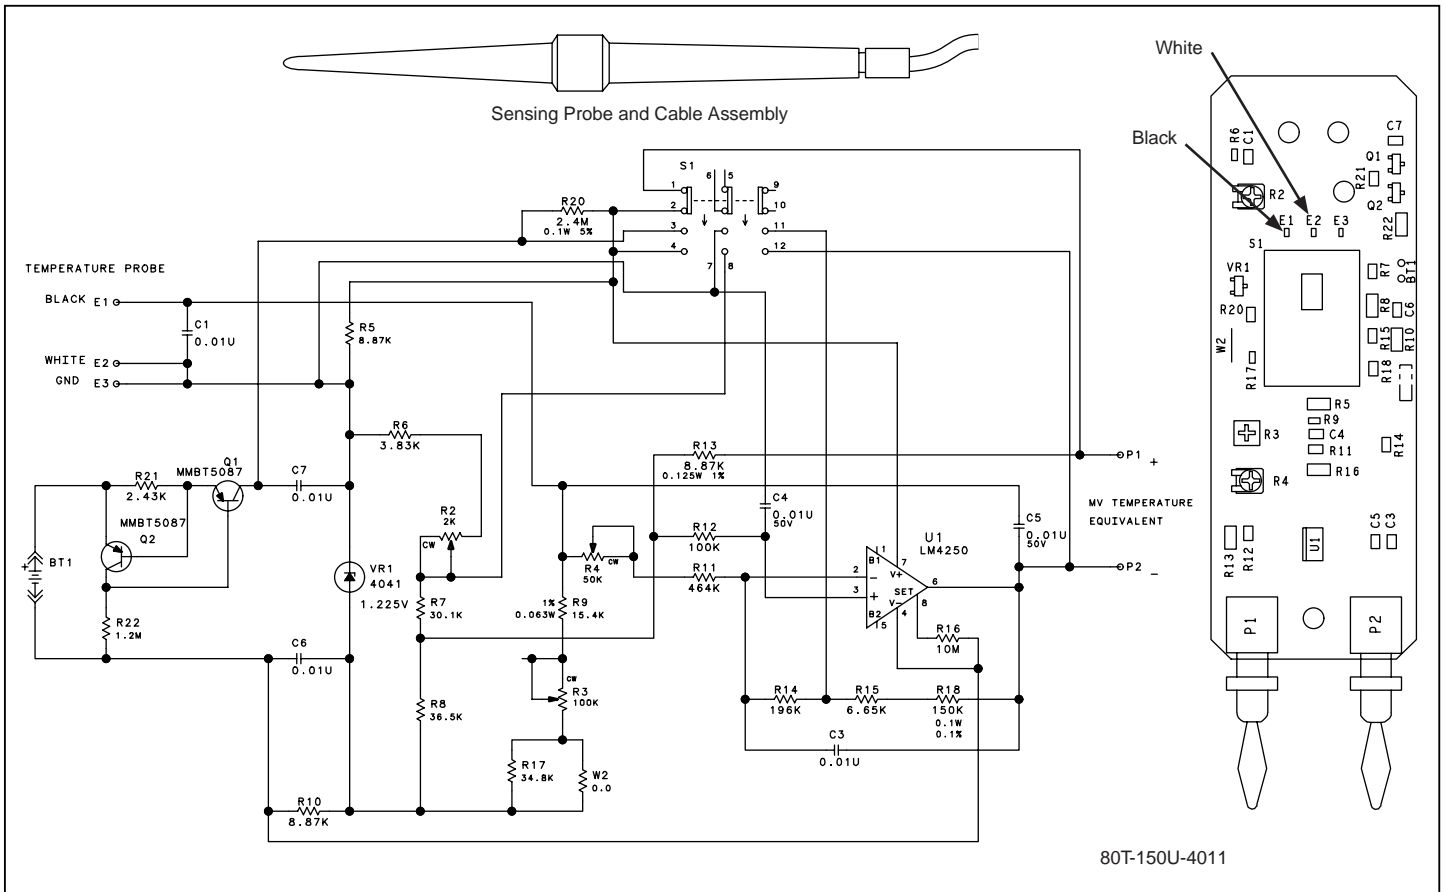 Sensing Probe and Cable Assembly
White
Black
S1
1
2
3
4
6
5
7
8
9
10
11
12
R20
2.4M
0.1W 5%
TEMPERATURE PROBE
BLACK E1
WHITE E2
GND E3
C1
0.01U
R5
8.87K
R6
3.83K
Q1
MMBT5087
R21
2.43K
C7
0.01U
MMBT5087
Q2
BT1
+
R22
1.2M
C6
0.01U
VR1
4041
1.225V
R2
2K
CW
R7
30.1K
R8
36.5K
R10
8.87K
R13
8.87K
0.125W 1%
R12
100K
R11
464K
R4
50K
CW
1% R9
0.063W 15.4K
CW
R3
100K
R17
34.8K
W2
0.0
C4
0.01U
50V
C5
0.01U
50V
U1
LM4250
1
B1
7
V+
2 -
3 +
SET
6
8
V-
4
B2
5
R16
10M
R14
196K
R15
6.65K
R18
150K
0.1W
0.1%
C3
0.01U
P1 +
MV TEMPERATURE
EQUIVALENT
P2 -
R6
C1
C7
Q1
R21
Q2
R2
R22
E1 E2 E3
S1
VR1
R7
BT1
R20
R8
C6
W2
R15
R10
R17
R18
R5
R9
C4
R11
R16
R3
R14
R4
R13
R12
U1
C5
C3
P1
P2
80T-150U-4011